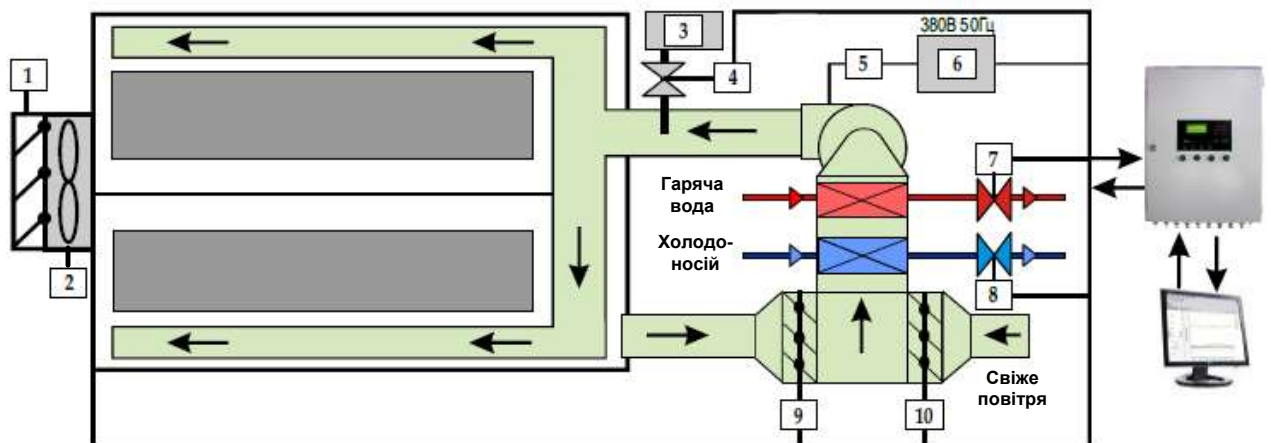 380В 50Гц
3
1
4
5
6
7
Гаряча
вода
Холодо-
носій
2
8
Свіже
повітря
9
10